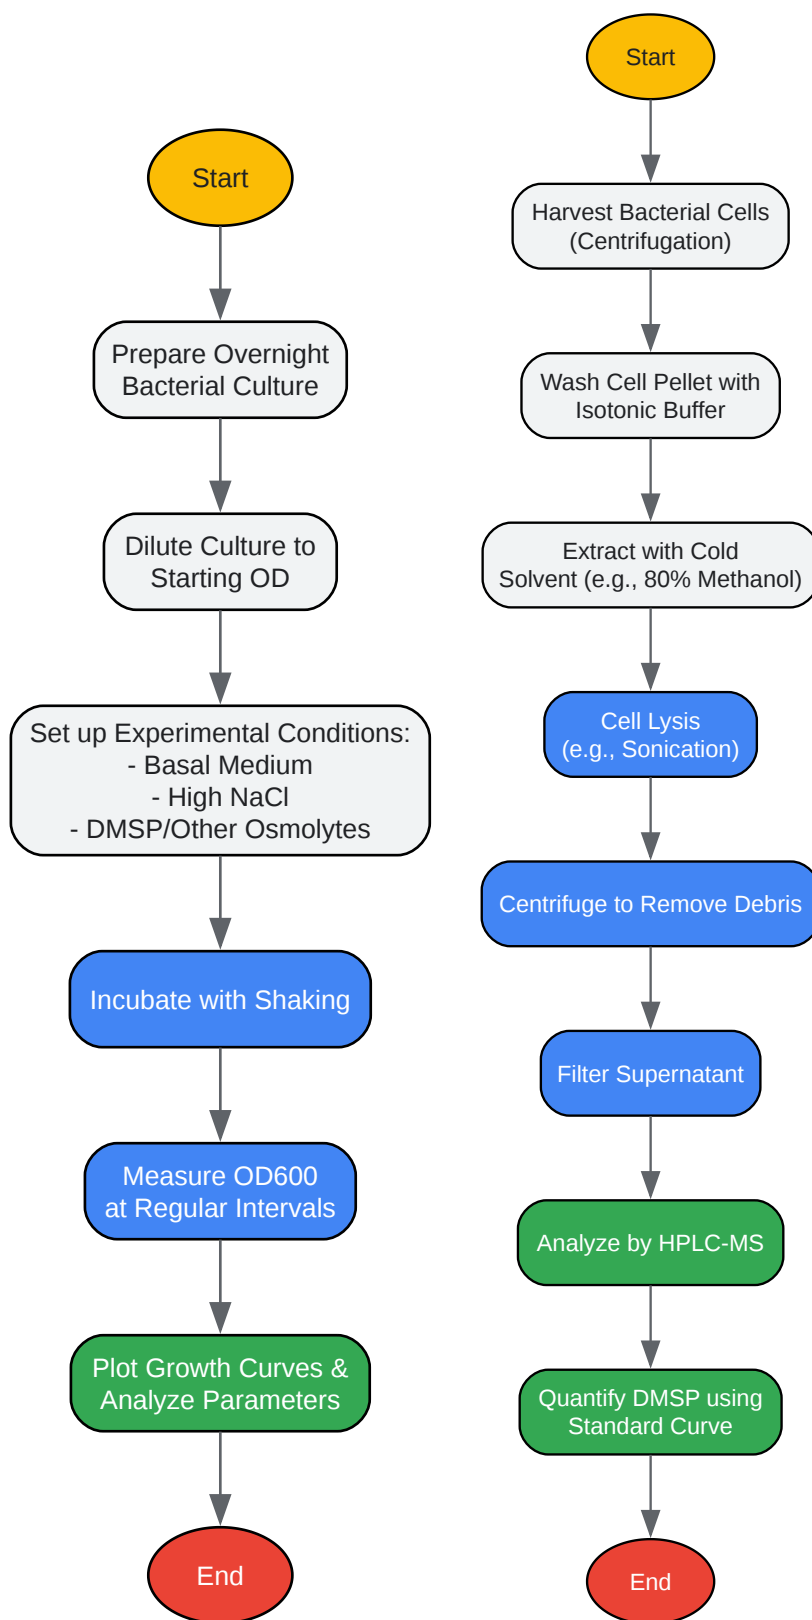 Start
Prepare Overnight
Bacterial Culture
Dilute Culture to
Starting OD
Set up Experimental Conditions:
- Basal Medium
- High NaCl
- DMSP/Other Osmolytes
Incubate with Shaking
Measure OD600
at Regular Intervals
Plot Growth Curves &
Analyze Parameters
End
Start
Harvest Bacterial Cells
(Centrifugation)
Wash Cell Pellet with
Isotonic Buffer
Extract with Cold
Solvent (e.g., 80% Methanol)
Cell Lysis
(e.g., Sonication)
Centrifuge to Remove Debris
Filter Supernatant
Analyze by HPLC-MS
Quantify DMSP using
Standard Curve
End